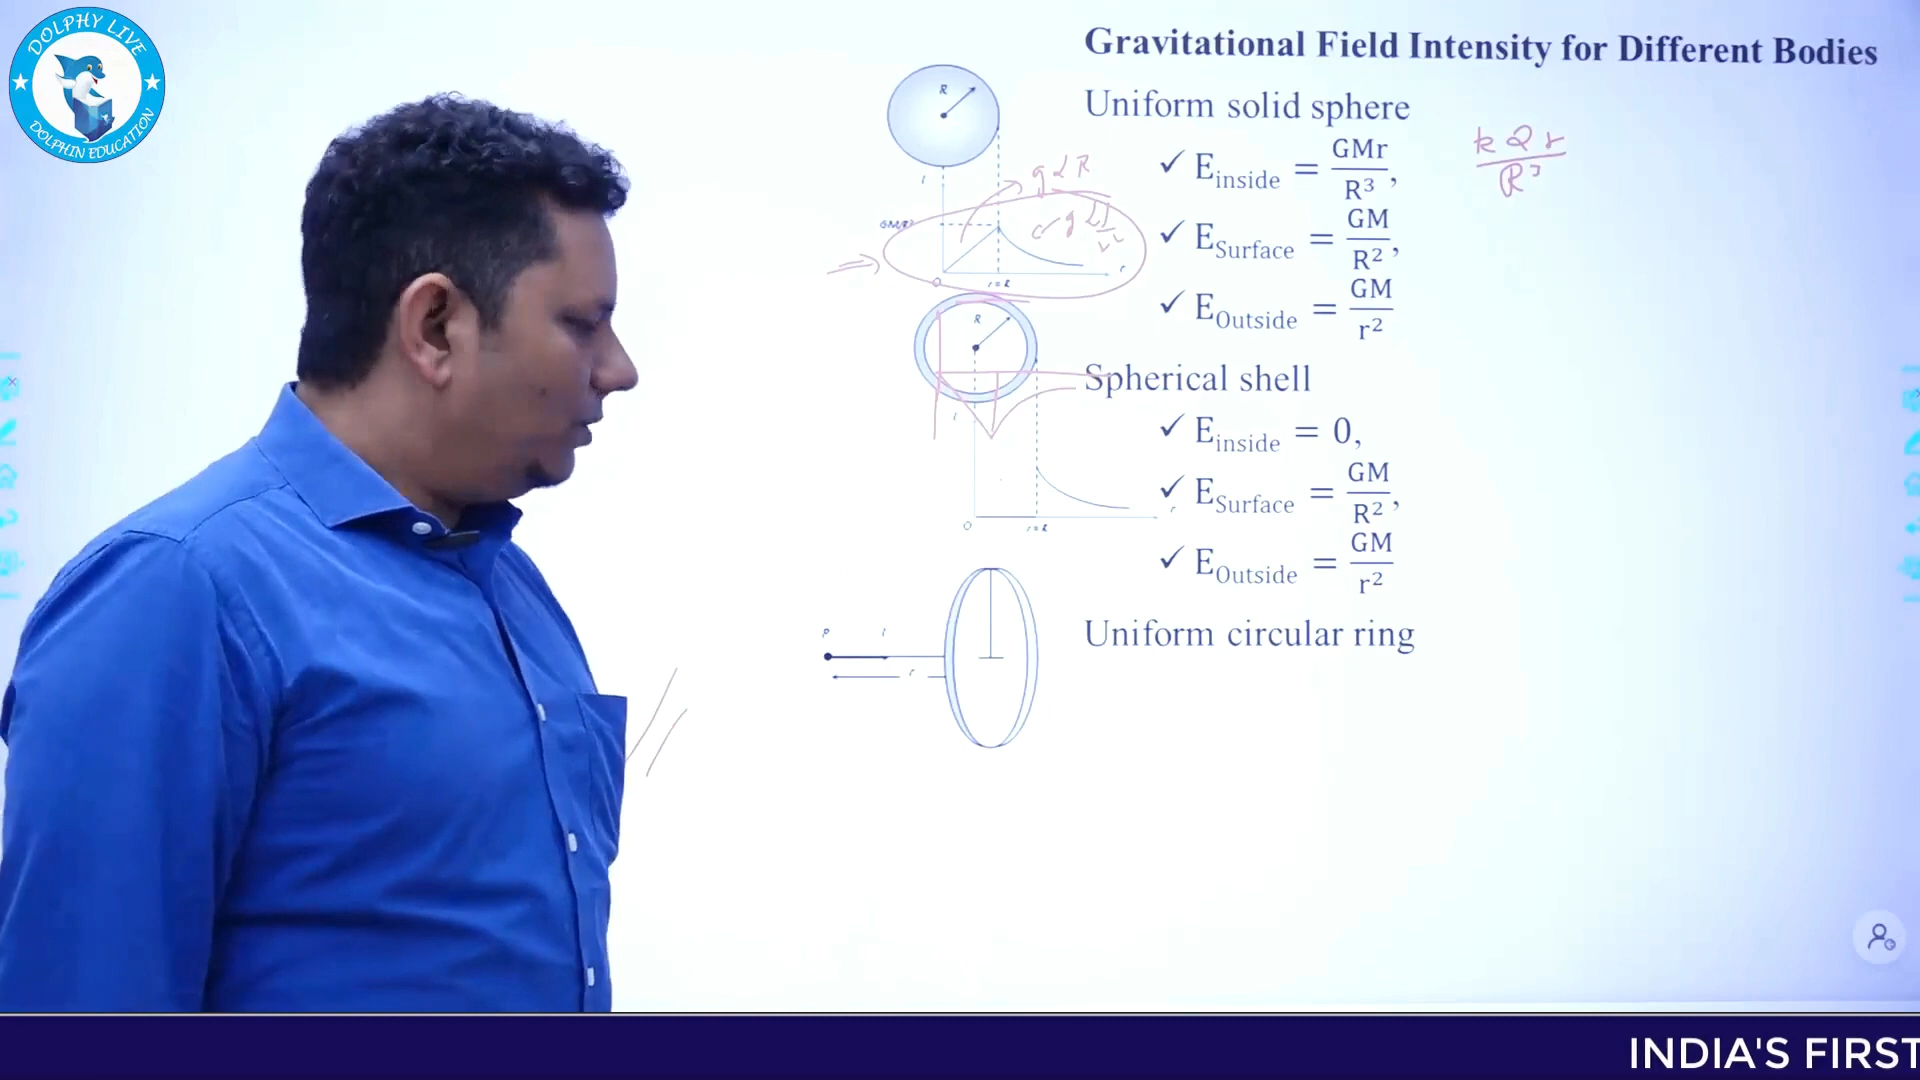 DOLPHY LIVE
DOLPHIN EDUCATION
Gravitational Field Intensity for Different Bodies
Uniform solid sphere
✓ E_inside = GMr/R³,
✓ E_Surface = GM/R²,
✓ E_Outside = GM/r²
kQr/R³
R
g α R
g α 1/r²
r
O
r = R
Spherical shell
✓ E_inside = 0,
✓ E_Surface = GM/R²,
✓ E_Outside = GM/r²
R
O
r = R
r
Uniform circular ring
P
r
INDIA'S FIRST